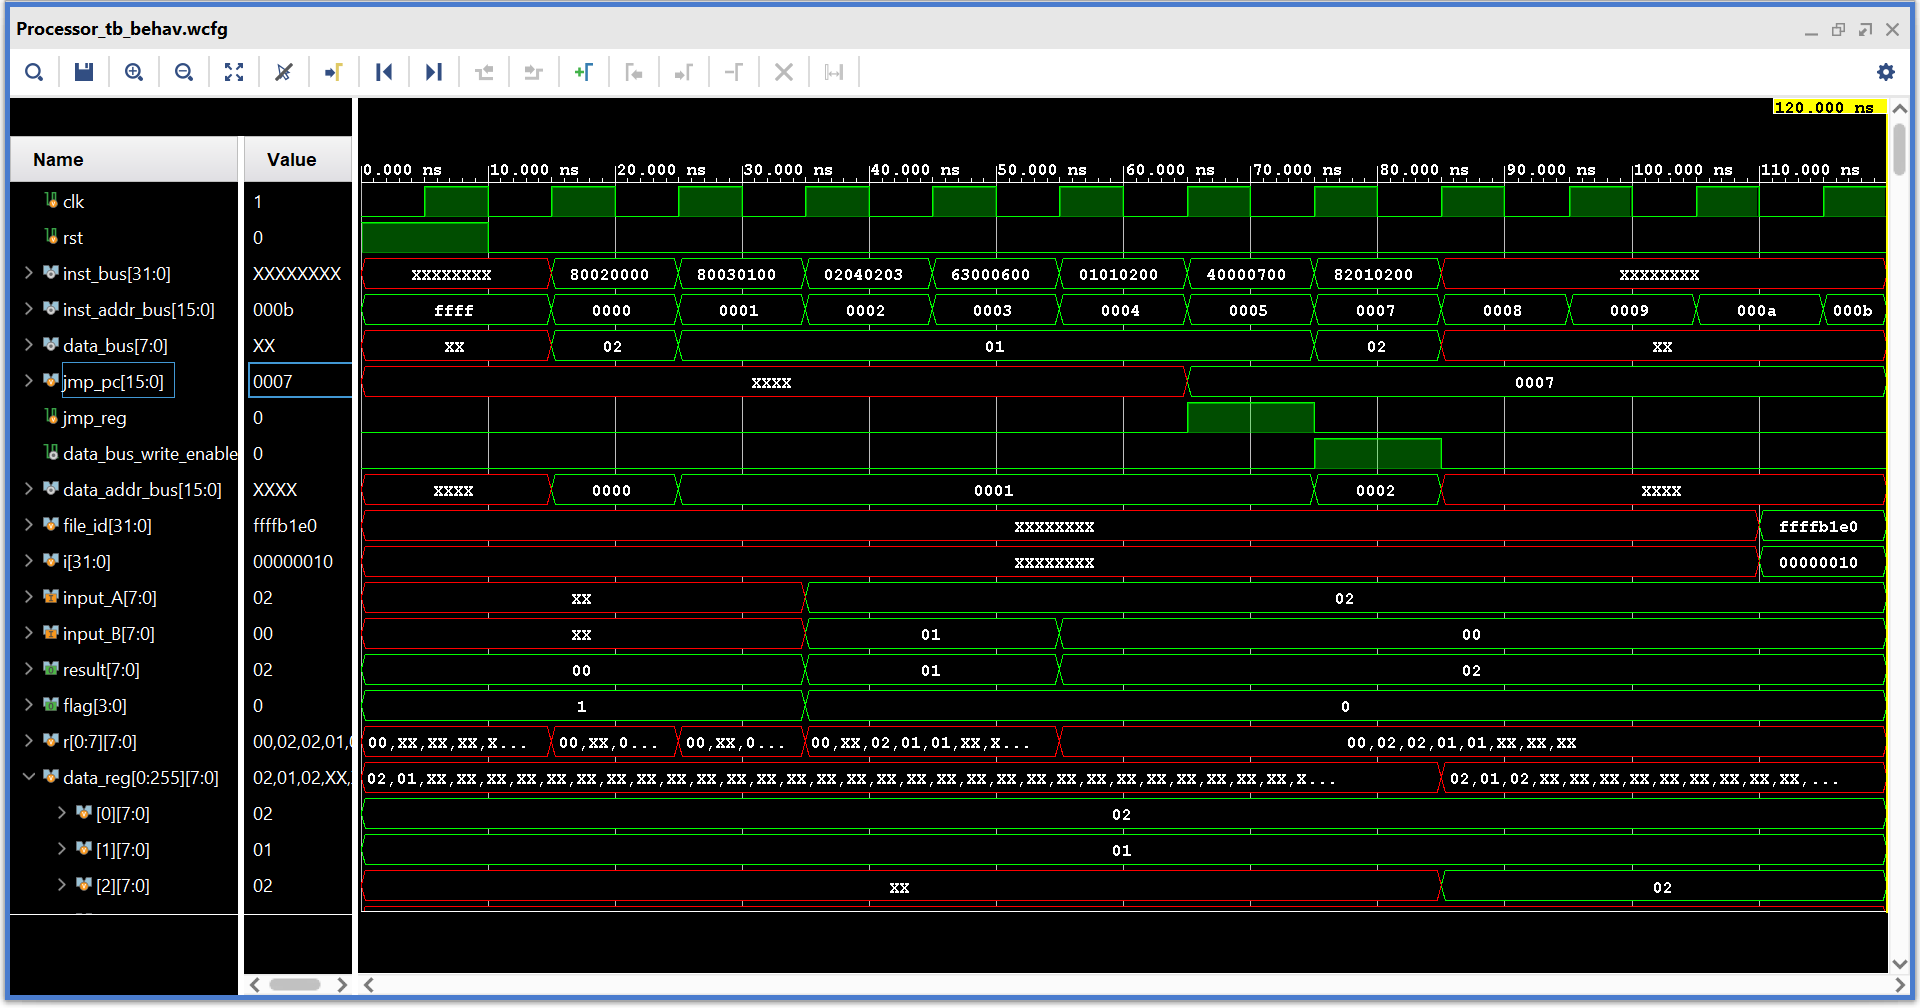 Processor_tb_behav.wcfg
120.000 ns
Name Value
0.000 ns 10.000 ns 20.000 ns 30.000 ns 40.000 ns 50.000 ns 60.000 ns 70.000 ns 80.000 ns 90.000 ns 100.000 ns 110.000 ns
clk 1
rst 0
inst_bus[31:0] XXXXXXXX XXXXXXXX 80020000 80030100 02040203 63000600 01010200 40000700 82010200 XXXXXXXX
inst_addr_bus[15:0] 000b ffff 0000 0001 0002 0003 0004 0005 0007 0008 0009 000a 000b
data_bus[7:0] XX XX 02 01 02 XX
jmp_pc[15:0] 0007 XXXX 0007
jmp_reg 0
data_bus_write_enable 0
data_addr_bus[15:0] XXXX XXXX 0000 0001 0002 XXXX
file_id[31:0] ffffb1e0 XXXXXXXX ffffb1e0
i[31:0] 00000010 XXXXXXXX 00000010
input_A[7:0] 02 XX 02
input_B[7:0] 00 XX 01 00
result[7:0] 02 00 01 02
flag[3:0] 0 1 0
r[0:7][7:0] 00,02,02,01, 00,XX,XX,XX,X... 00,XX,0... 00,XX,0... 00,XX,02,01,01,XX,X... 00,02,02,01,01,XX,XX,XX
data_reg[0:255][7:0] 02,01,02,XX, 02,01,XX,XX,XX,XX,XX,XX,XX,XX,XX,XX,XX,XX,XX,XX,XX,XX,XX,XX,XX,XX,XX,XX,XX,XX,XX,X... 02,01,02,XX,XX,XX,XX,XX,XX,XX,XX,XX,...
[0][7:0] 02 02
[1][7:0] 01 01
[2][7:0] 02 XX 02